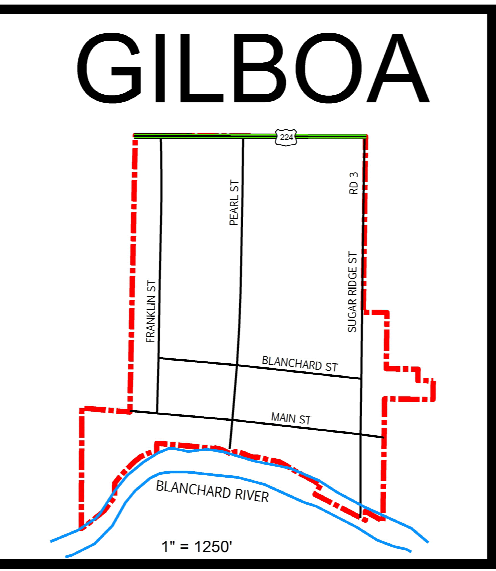 GILBOA
224
RD 3
PEARL ST
SUGAR RIDGE ST
FRANKLIN ST
BLANCHARD ST
MAIN ST
BLANCHARD RIVER
1" = 1250'